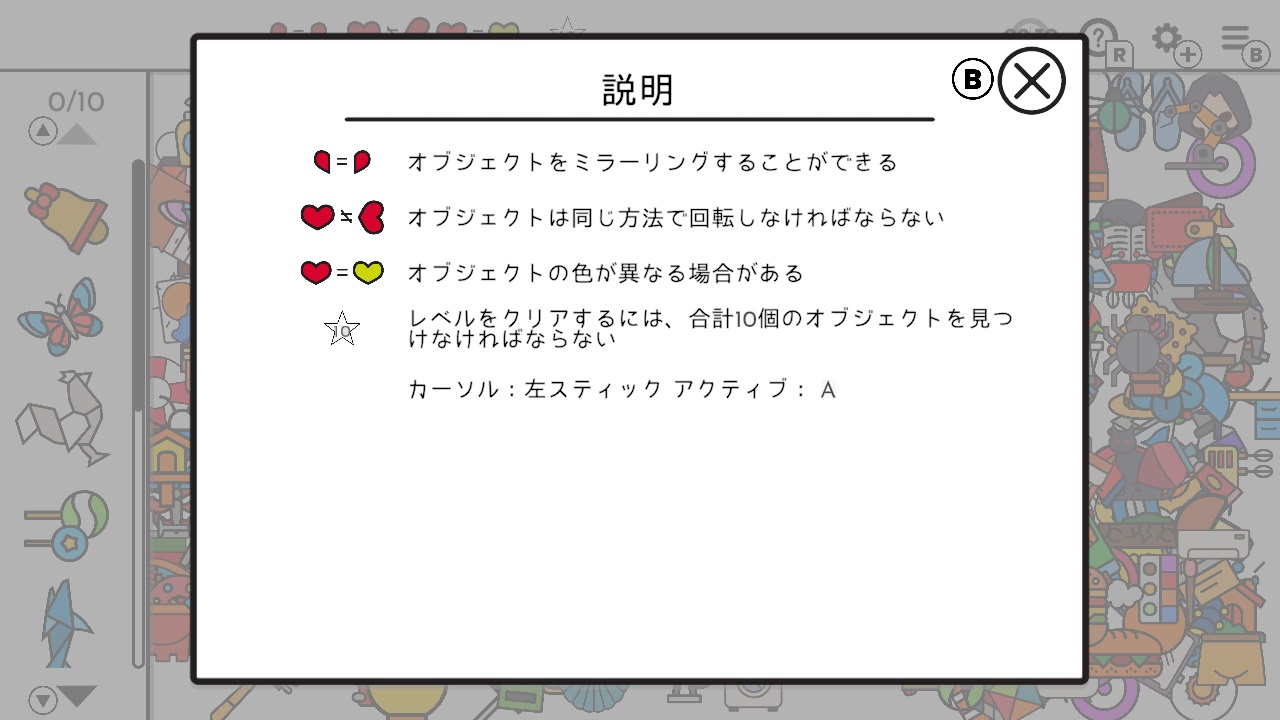 0/10
説明
B
= オブジェクトをミラーリングすることができる
≠ オブジェクトは同じ方法で回転しなければならない
= オブジェクトの色が異なる場合がある
10 レベルをクリアするには、合計10個のオブジェクトを見つ
けなければならない
カーソル：左スティック アクティブ： A
?
R
+
B